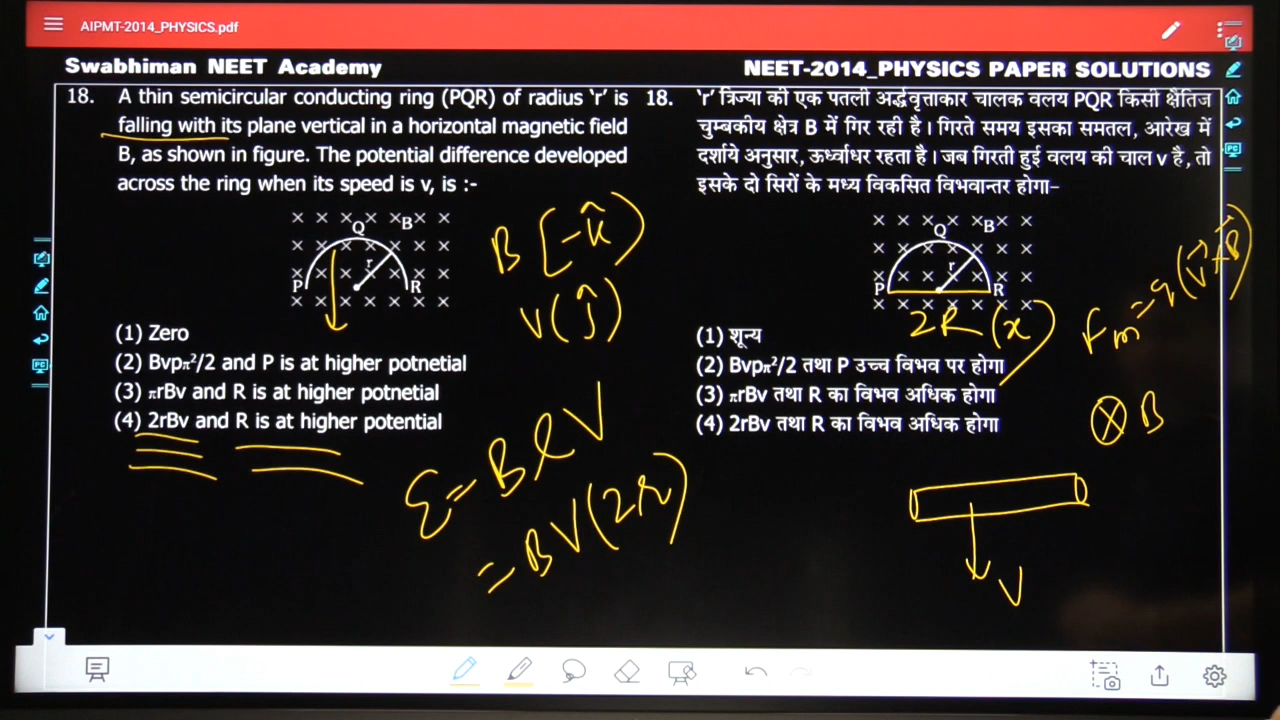 AIPMT-2014_PHYSICS.pdf
Swabhiman NEET Academy
NEET-2014_PHYSICS PAPER SOLUTIONS
18. A thin semicircular conducting ring (PQR) of radius 'r' is
falling with its plane vertical in a horizontal magnetic field
B, as shown in figure. The potential difference developed
across the ring when its speed is v, is :-
Q
B
r
P
R
(1) Zero
(2) Bvpπ²/2 and P is at higher potnetial
(3) πrBv and R is at higher potnetial
(4) 2rBv and R is at higher potential
B [-k̂)
V(ĵ)
ε = BlV
= BV(2r)
18. 'r' त्रिज्या की एक पतली अर्द्धवृत्ताकार चालक वलय PQR किसी क्षैतिज
चुम्बकीय क्षेत्र B में गिर रही है। गिरते समय इसका समतल, आरेख में
दर्शाये अनुसार, ऊर्ध्वाधर रहता है। जब गिरती हुई वलय की चाल v है, तो
इसके दो सिरों के मध्य विकसित विभवान्तर होगा-
Q
B
r
P
R
2R (x)
(1) शून्य
(2) Bvpπ²/2 तथा P उच्च विभव पर होगा
(3) πrBv तथा R का विभव अधिक होगा
(4) 2rBv तथा R का विभव अधिक होगा
Fm = q(V⃗×B⃗)
⊗ B
V
PC
PC